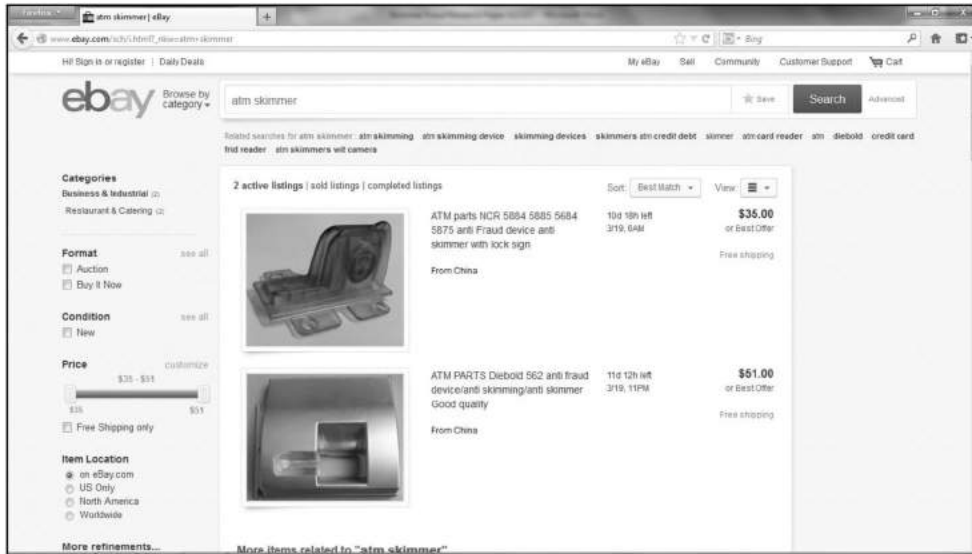 Firefox
atm skimmer | eBay
www.ebay.com/sch/i.html?_nkw=atm+skimmer
Bing
Hi! Sign in or register | Daily Deals
My eBay Sell Community Customer Support Cart
ebay
Browse by category
atm skimmer
Save
Search
Advanced
Related searches for atm skimmer: atm skimming atm skimming device skimming devices skimmers atm credit debt skimmer atm card reader atm diebold credit card
frid reader atm skimmers wit camera
Categories
Business & Industrial (2)
Restaurant & Catering (2)
Format see all
Auction
Buy It Now
Condition see all
New
Price customize
$35 - $51
$35 $51
Free Shipping only
Item Location
on eBay.com
US Only
North America
Worldwide
More refinements...
2 active listings | sold listings | completed listings
Sort: Best Match View:
ATM parts NCR 5884 5885 5684
5875 anti Fraud device anti
skimmer with lock sign
From China
10d 18h left
3/19, 6AM
$35.00
or Best Offer
Free shipping
ATM PARTS Diebold 562 anti fraud
device/anti skimming/anti skimmer
Good quality
From China
11d 12h left
3/19, 11PM
$51.00
or Best Offer
Free shipping
More items related to "atm skimmer"